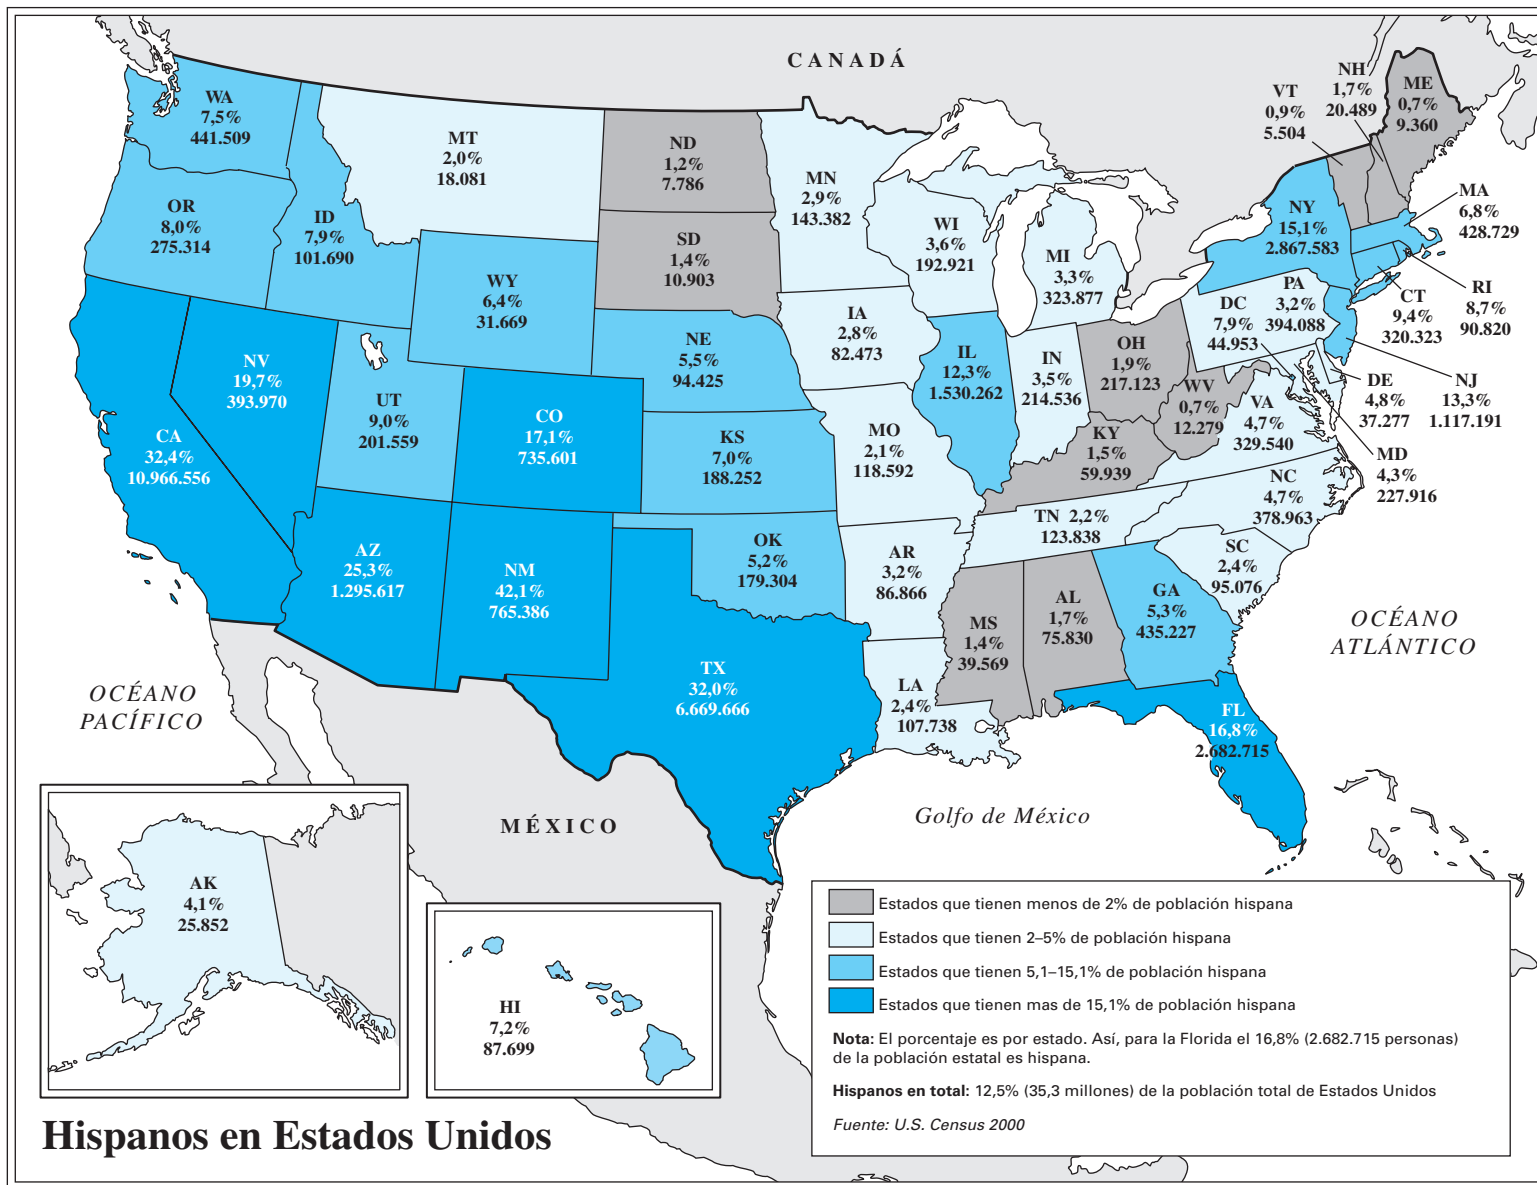 CANADÁ
WA
7,5%
441.509
MT
2,0%
18.081
ND
1,2%
7.786
MN
2,9%
143.382
VT
0,9%
5.504
NH
1,7%
20.489
ME
0,7%
9.360
OR
8,0%
275.314
ID
7,9%
101.690
WY
6,4%
31.669
SD
1,4%
10.903
WI
3,6%
192.921
MI
3,3%
323.877
NY
15,1%
2.867.583
MA
6,8%
428.729
RI
8,7%
90.820
CT
9,4%
320.323
PA
3,2%
394.088
DC
7,9%
44.953
NJ
13,3%
1.117.191
DE
4,8%
37.277
MD
4,3%
227.916
NV
19,7%
393.970
CA
32,4%
10.966.556
UT
9,0%
201.559
CO
17,1%
735.601
NE
5,5%
94.425
KS
7,0%
188.252
IA
2,8%
82.473
MO
2,1%
118.592
IL
12,3%
1.530.262
IN
3,5%
214.536
OH
1,9%
217.123
WV
0,7%
12.279
VA
4,7%
329.540
KY
1,5%
59.939
NC
4,7%
378.963
TN 2,2%
123.838
SC
2,4%
95.076
AZ
25,3%
1.295.617
NM
42,1%
765.386
OK
5,2%
179.304
AR
3,2%
86.866
MS
1,4%
39.569
AL
1,7%
75.830
GA
5,3%
435.227
TX
32,0%
6.669.666
LA
2,4%
107.738
FL
16,8%
2.682.715
OCÉANO
PACÍFICO
OCÉANO
ATLÁNTICO
Golfo de México
MÉXICO
AK
4,1%
25.852
HI
7,2%
87.699
Estados que tienen menos de 2% de población hispana
Estados que tienen 2–5% de población hispana
Estados que tienen 5,1–15,1% de población hispana
Estados que tienen mas de 15,1% de población hispana
Nota: El porcentaje es por estado. Así, para la Florida el 16,8% (2.682.715 personas)
de la población estatal es hispana.
Hispanos en total: 12,5% (35,3 millones) de la población total de Estados Unidos
Fuente: U.S. Census 2000
Hispanos en Estados Unidos